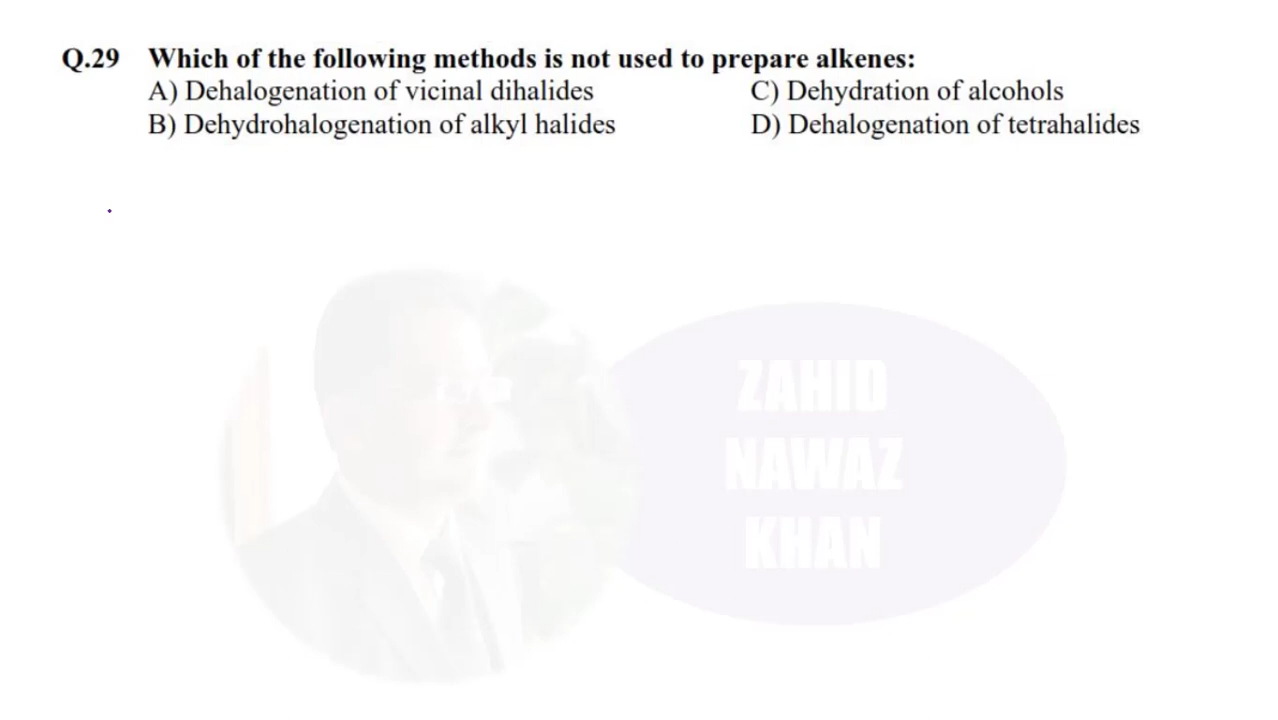 Q.29 Which of the following methods is not used to prepare alkenes:
A) Dehalogenation of vicinal dihalides C) Dehydration of alcohols
B) Dehydrohalogenation of alkyl halides D) Dehalogenation of tetrahalides
ZAHID
NAWAZ
KHAN